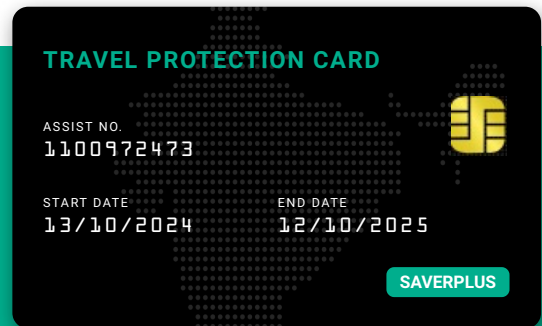 TRAVEL PROTECTION CARD
ASSIST NO.
1100972473
START DATE
13/10/2024
END DATE
12/10/2025
SAVERPLUS